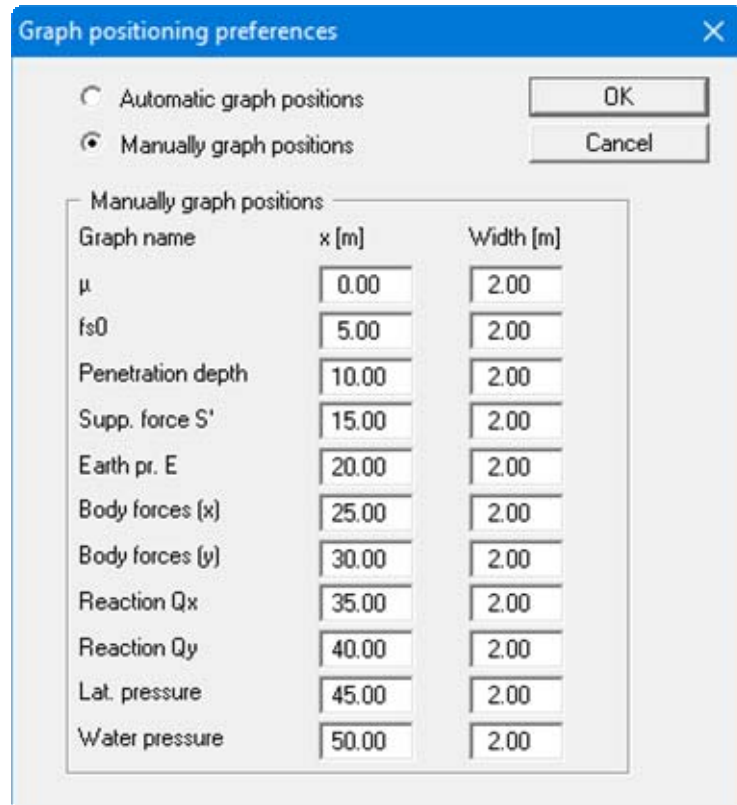 Graph positioning preferences
Automatic graph positions OK
Manually graph positions Cancel
Manually graph positions
Graph name x [m] Width [m]
μ 0.00 2.00
fs0 5.00 2.00
Penetration depth 10.00 2.00
Supp. force S' 15.00 2.00
Earth pr. E 20.00 2.00
Body forces (x) 25.00 2.00
Body forces (y) 30.00 2.00
Reaction Qx 35.00 2.00
Reaction Qy 40.00 2.00
Lat. pressure 45.00 2.00
Water pressure 50.00 2.00